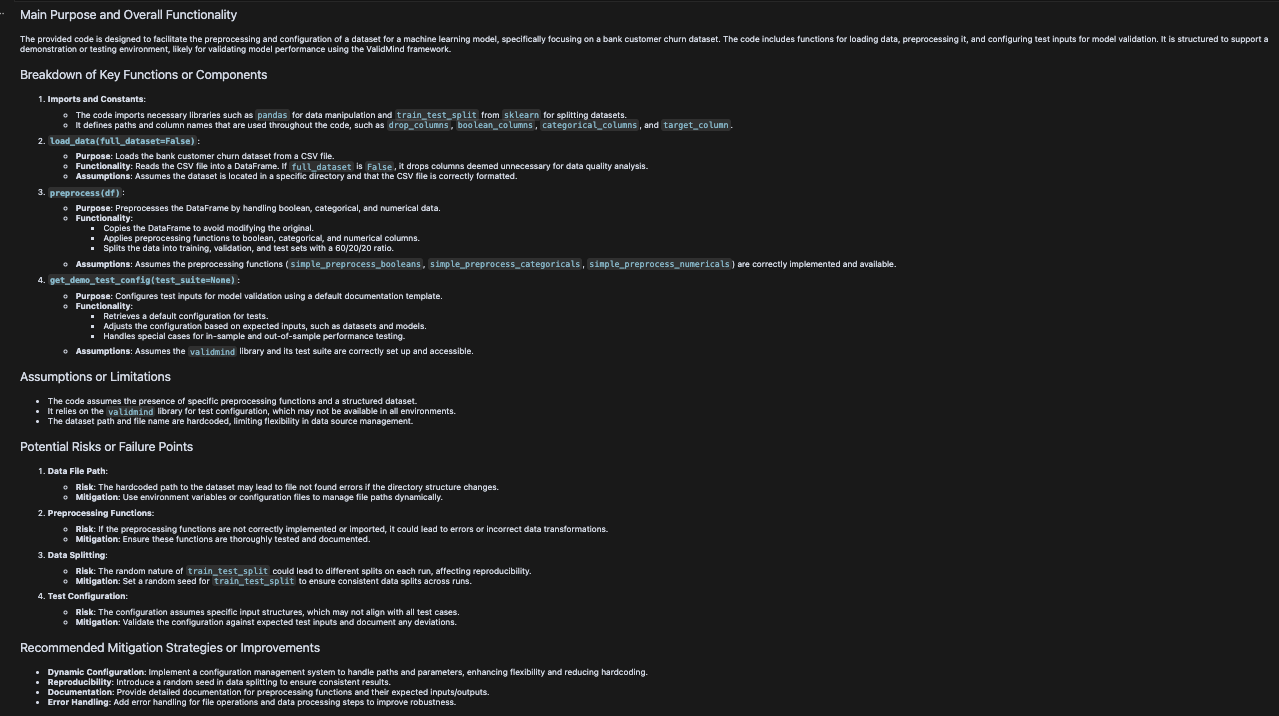 Main Purpose and Overall Functionality
The provided code is designed to facilitate the preprocessing and configuration of a dataset for a machine learning model, specifically focusing on a bank customer churn dataset. The code includes functions for loading data, preprocessing it, and configuring test inputs for model validation. It is structured to support a
demonstration or testing environment, likely for validating model performance using the ValidMind framework.
Breakdown of Key Functions or Components
1. Imports and Constants:
The code imports necessary libraries such as pandas for data manipulation and train_test_split from sklearn for splitting datasets.
It defines paths and column names that are used throughout the code, such as drop_columns, boolean_columns, categorical_columns, and target_column.
2. load_data(full_dataset=False):
Purpose: Loads the bank customer churn dataset from a CSV file.
Functionality: Reads the CSV file into a DataFrame. If full_dataset is False, it drops columns deemed unnecessary for data quality analysis.
Assumptions: Assumes the dataset is located in a specific directory and that the CSV file is correctly formatted.
3. preprocess(df):
Purpose: Preprocesses the DataFrame by handling boolean, categorical, and numerical data.
Functionality:
Copies the DataFrame to avoid modifying the original.
Applies preprocessing functions to boolean, categorical, and numerical columns.
Splits the data into training, validation, and test sets with a 60/20/20 ratio.
Assumptions: Assumes the preprocessing functions (simple_preprocess_booleans, simple_preprocess_categoricals, simple_preprocess_numericals) are correctly implemented and available.
4. get_demo_test_config(test_suite=None):
Purpose: Configures test inputs for model validation using a default documentation template.
Functionality:
Retrieves a default configuration for tests.
Adjusts the configuration based on expected inputs, such as datasets and models.
Handles special cases for in-sample and out-of-sample performance testing.
Assumptions: Assumes the validmind library and its test suite are correctly set up and accessible.
Assumptions or Limitations
The code assumes the presence of specific preprocessing functions and a structured dataset.
It relies on the validmind library for test configuration, which may not be available in all environments.
The dataset path and file name are hardcoded, limiting flexibility in data source management.
Potential Risks or Failure Points
1. Data File Path:
Risk: The hardcoded path to the dataset may lead to file not found errors if the directory structure changes.
Mitigation: Use environment variables or configuration files to manage file paths dynamically.
2. Preprocessing Functions:
Risk: If the preprocessing functions are not correctly implemented or imported, it could lead to errors or incorrect data transformations.
Mitigation: Ensure these functions are thoroughly tested and documented.
3. Data Splitting:
Risk: The random nature of train_test_split could lead to different splits on each run, affecting reproducibility.
Mitigation: Set a random seed for train_test_split to ensure consistent data splits across runs.
4. Test Configuration:
Risk: The configuration assumes specific input structures, which may not align with all test cases.
Mitigation: Validate the configuration against expected test inputs and document any deviations.
Recommended Mitigation Strategies or Improvements
Dynamic Configuration: Implement a configuration management system to handle paths and parameters, enhancing flexibility and reducing hardcoding.
Reproducibility: Introduce a random seed in data splitting to ensure consistent results.
Documentation: Provide detailed documentation for preprocessing functions and their expected inputs/outputs.
Error Handling: Add error handling for file operations and data processing steps to improve robustness.